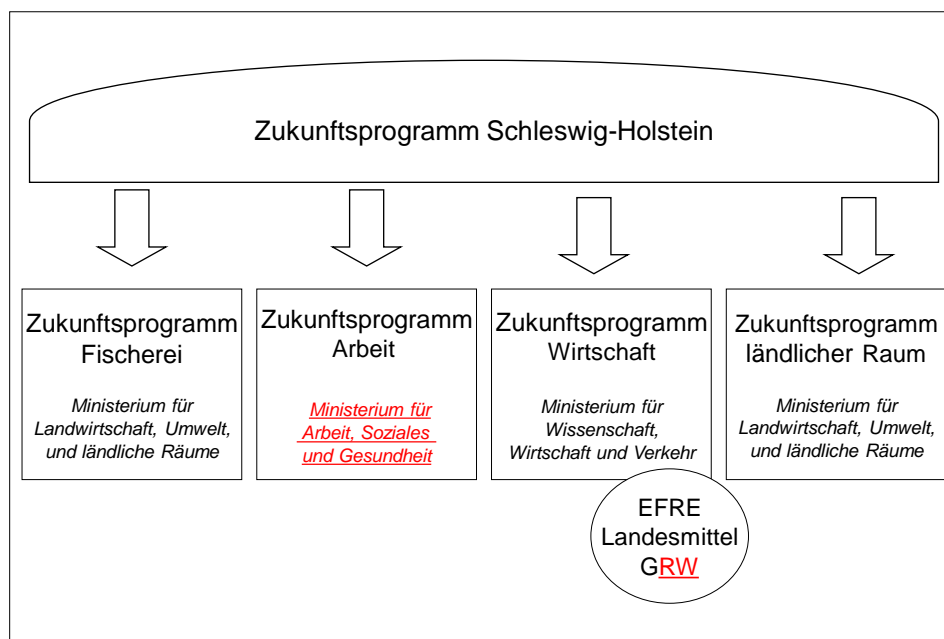 Zukunftsprogramm Schleswig-Holstein
Zukunftsprogramm
Fischerei
Ministerium für
Landwirtschaft, Umwelt,
und ländliche Räume
Zukunftsprogramm
Arbeit
Ministerium für
Arbeit, Soziales
und Gesundheit
Zukunftsprogramm
Wirtschaft
Ministerium für
Wissenschaft,
Wirtschaft und Verkehr
Zukunftsprogramm
ländlicher Raum
Ministerium für
Landwirtschaft, Umwelt,
und ländliche Räume
EFRE
Landesmittel
GRW